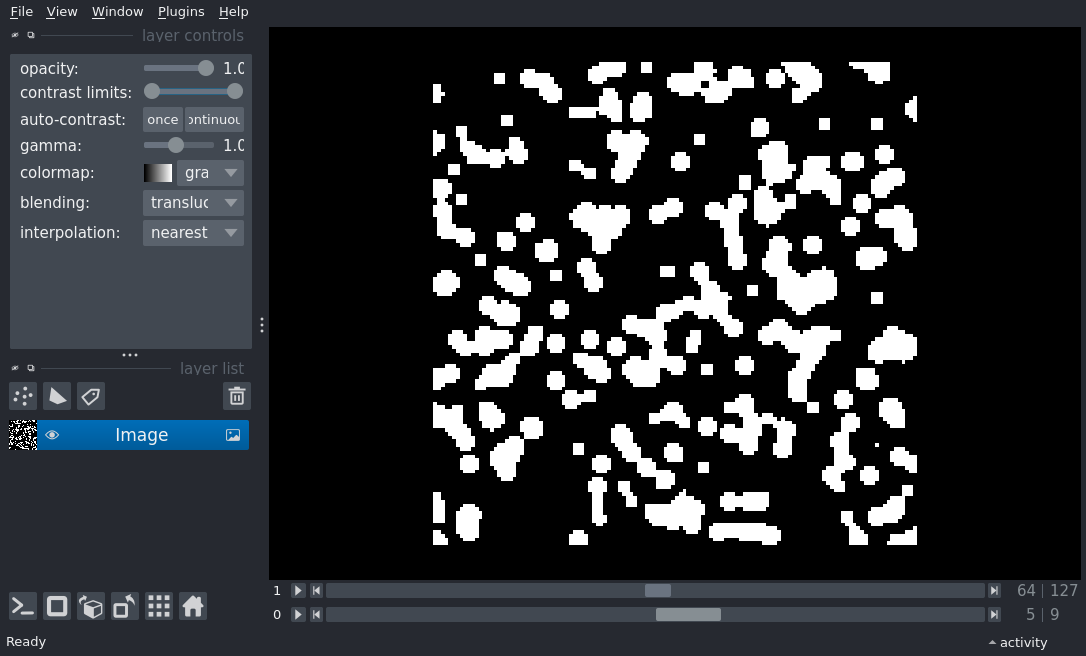 File View Window Plugins Help
layer controls
opacity: 1.0
contrast limits:
auto-contrast: once ontinuou
gamma: 1.0
colormap: gra
blending: transluc
interpolation: nearest
layer list
Image
1 64 127
0 5 9
Ready activity